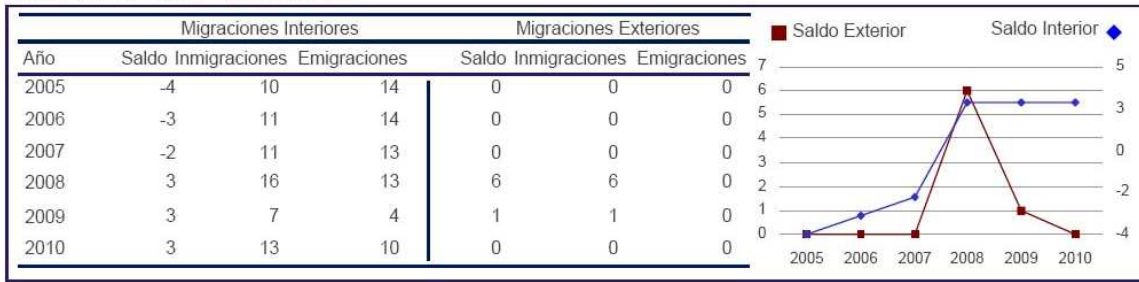 Migraciones Interiores Migraciones Exteriores
Año Saldo Inmigraciones Emigraciones Saldo Inmigraciones Emigraciones
2005 -4 10 14 0 0 0
2006 -3 11 14 0 0 0
2007 -2 11 13 0 0 0
2008 3 16 13 6 6 0
2009 3 7 4 1 1 0
2010 3 13 10 0 0 0
Saldo Exterior Saldo Interior
7 5
6
5 3
4
3 0
2 -2
1
0 -4
2005 2006 2007 2008 2009 2010